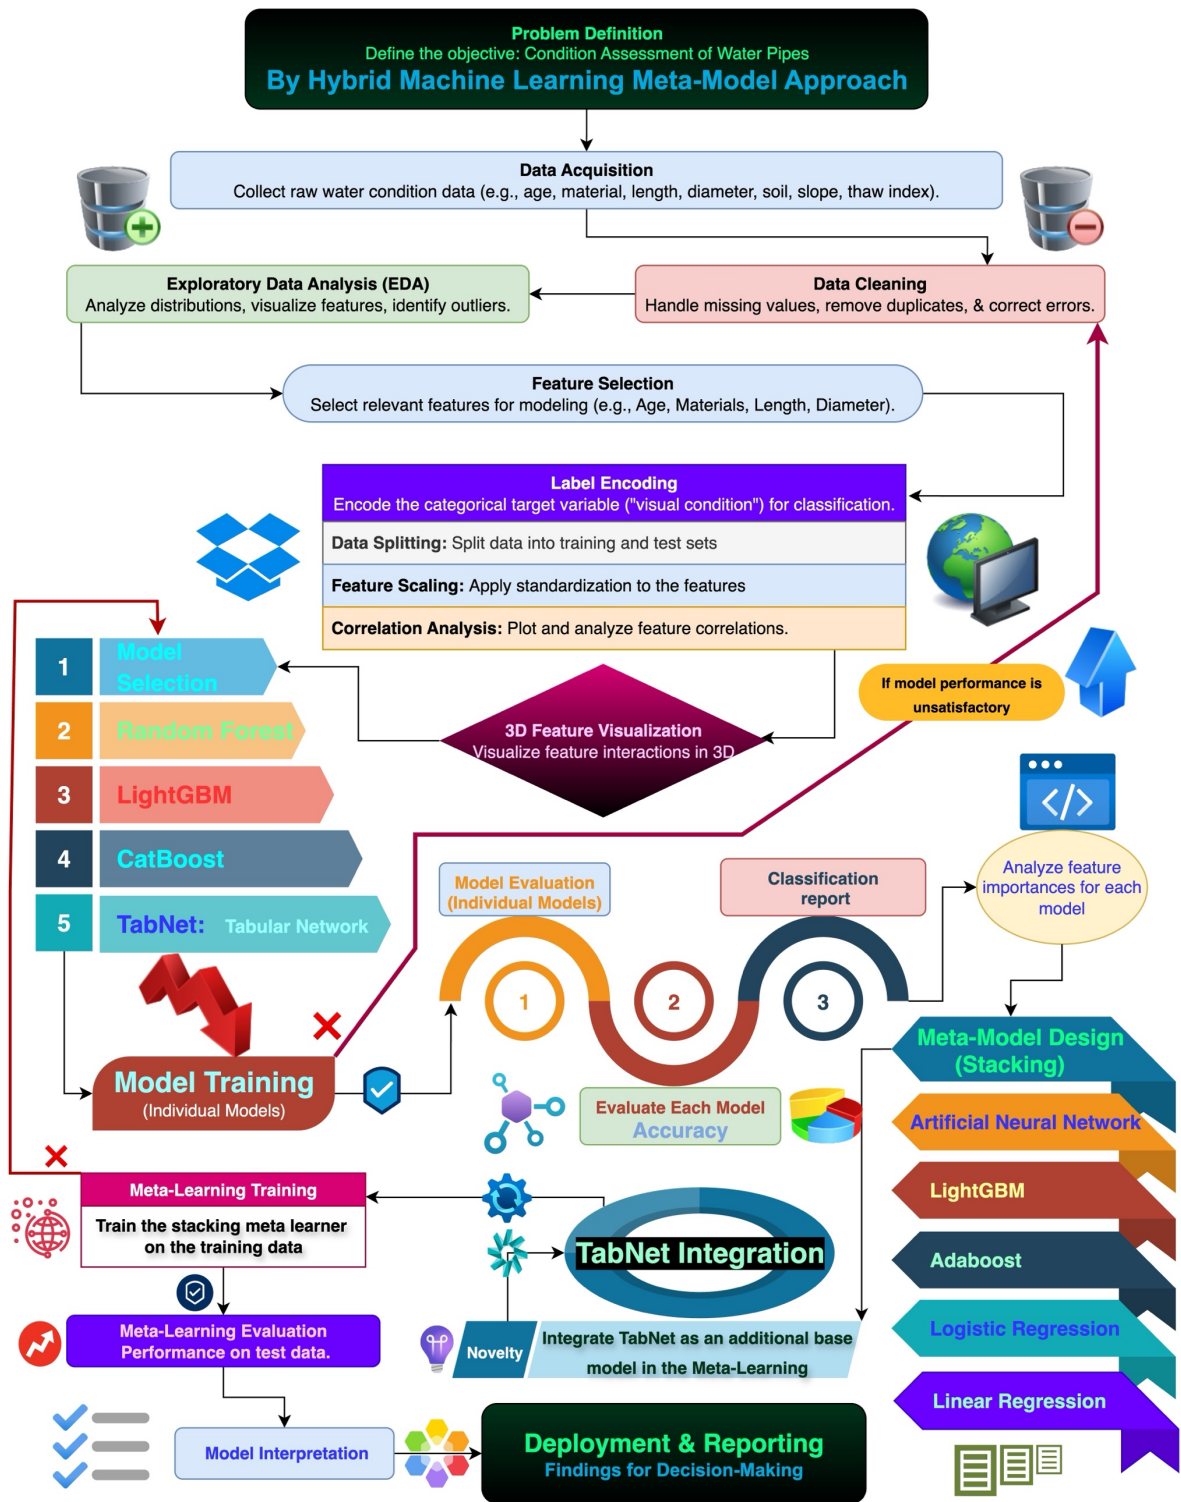 Problem Definition
Define the objective: Condition Assessment of Water Pipes
By Hybrid Machine Learning Meta-Model Approach
Data Acquisition
Collect raw water condition data (e.g., age, material, length, diameter, soil, slope, thaw index).
Exploratory Data Analysis (EDA)
Analyze distributions, visualize features, identify outliers.
Data Cleaning
Handle missing values, remove duplicates, & correct errors.
Feature Selection
Select relevant features for modeling (e.g., Age, Materials, Length, Diameter).
Label Encoding
Encode the categorical target variable ("visual condition") for classification.
Data Splitting: Split data into training and test sets
Feature Scaling: Apply standardization to the features
Correlation Analysis: Plot and analyze feature correlations.
If model performance is
unsatisfactory
3D Feature Visualization
Visualize feature interactions in 3D
1
Model
Selection
2
Random Forest
3
LightGBM
4
CatBoost
5
TabNet: Tabular Network
Model Training
(Individual Models)
Model Evaluation
(Individual Models)
1
2
3
Evaluate Each Model
Accuracy
Classification
report
</>
Analyze feature
importances for each
model
Meta-Model Design
(Stacking)
Artificial Neural Network
LightGBM
Adaboost
Logistic Regression
Linear Regression
Novelty
Integrate TabNet as an additional base
model in the Meta-Learning
TabNet Integration
Meta-Learning Training
Train the stacking meta learner
on the training data
Meta-Learning Evaluation
Performance on test data.
Model Interpretation
Deployment & Reporting
Findings for Decision-Making